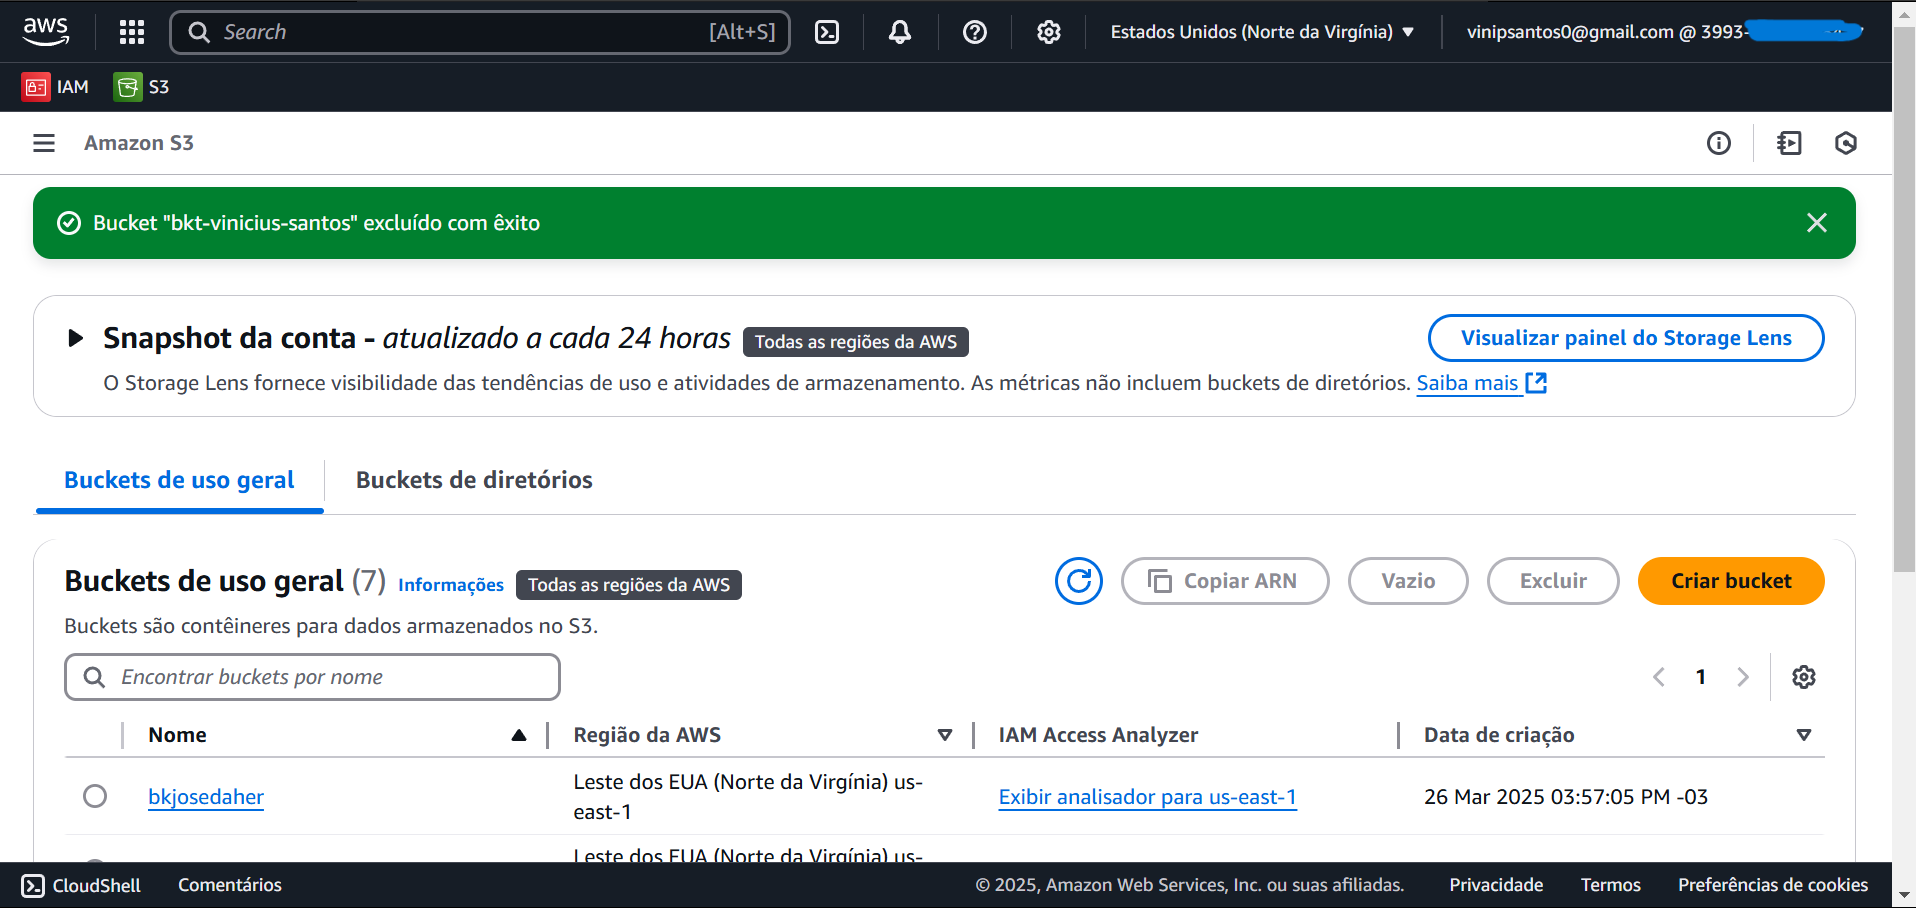 aws
Search [Alt+S]
Estados Unidos (Norte da Virgínia) ▼
vinipsantos0@gmail.com @ 3993-
IAM
S3
Amazon S3
Bucket "bkt-vinicius-santos" excluído com êxito
Snapshot da conta - atualizado a cada 24 horas
Todas as regiões da AWS
Visualizar painel do Storage Lens
O Storage Lens fornece visibilidade das tendências de uso e atividades de armazenamento. As métricas não incluem buckets de diretórios. Saiba mais
Buckets de uso geral
Buckets de diretórios
Buckets de uso geral (7) Informações
Todas as regiões da AWS
Copiar ARN
Vazio
Excluir
Criar bucket
Buckets são contêineres para dados armazenados no S3.
Encontrar buckets por nome
1
Nome
Região da AWS
IAM Access Analyzer
Data de criação
bkjosedaher
Leste dos EUA (Norte da Virgínia) us-
east-1
Exibir analisador para us-east-1
26 Mar 2025 03:57:05 PM -03
Leste dos EUA (Norte da Virgínia) us-
CloudShell
Comentários
© 2025, Amazon Web Services, Inc. ou suas afiliadas.
Privacidade
Termos
Preferências de cookies